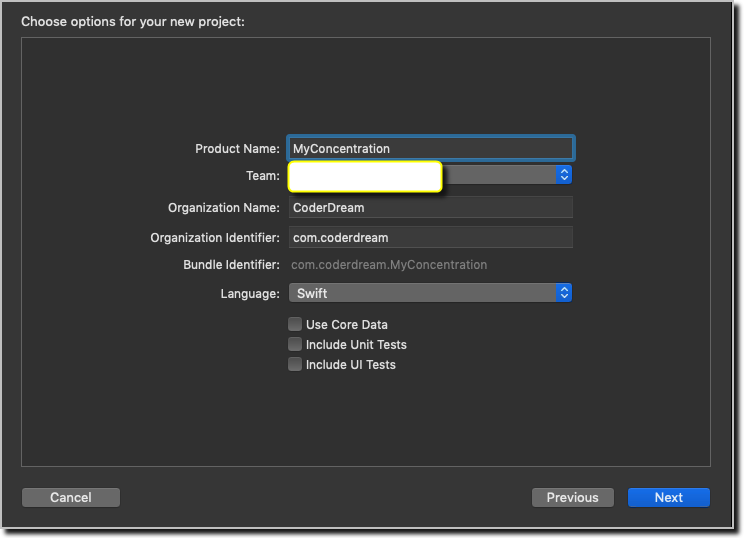 Choose options for your new project:
Product Name: MyConcentration
Team:
Organization Name: CoderDream
Organization Identifier: com.coderdream
Bundle Identifier: com.coderdream.MyConcentration
Language: Swift
Use Core Data
Include Unit Tests
Include UI Tests
Cancel Previous Next